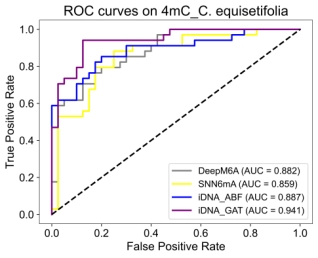 ROC curves on 4mC_C. equisetifolia
True Positive Rate
1.0
0.8
0.6
0.4
0.2
0.0
DeepM6A (AUC = 0.882)
SNN6mA (AUC = 0.859)
iDNA_ABF (AUC = 0.887)
iDNA_GAT (AUC = 0.941)
0.0 0.2 0.4 0.6 0.8 1.0
False Positive Rate